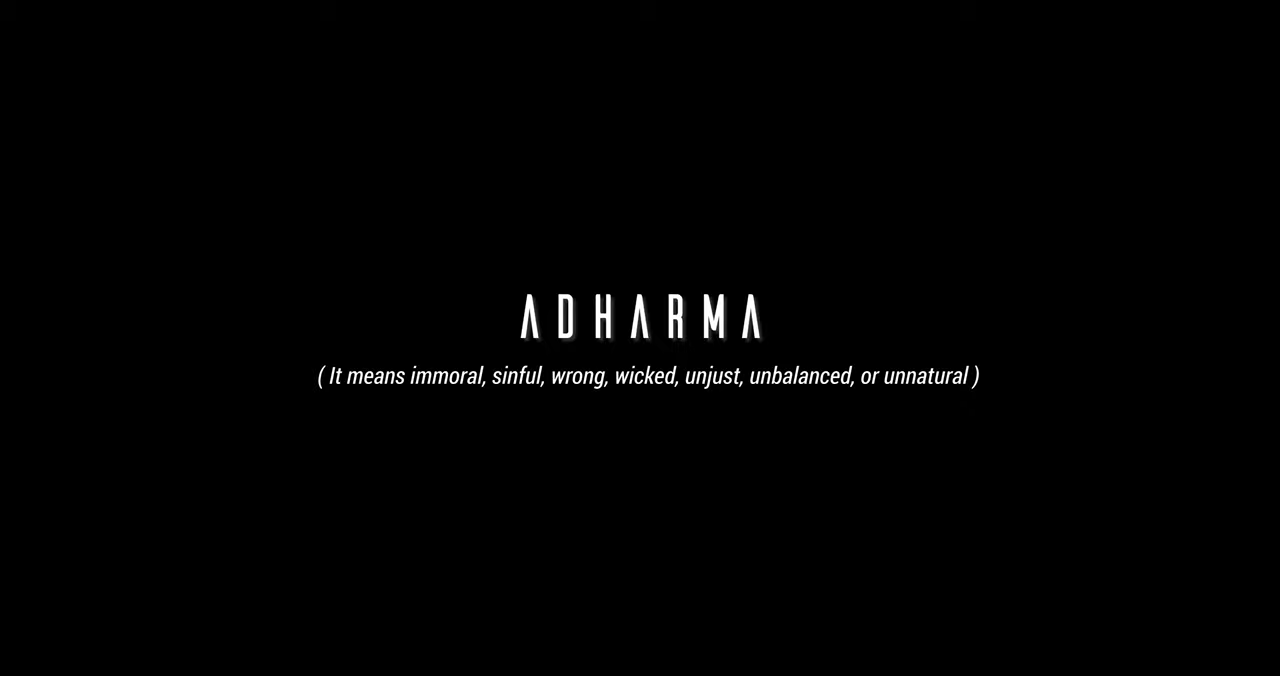 ADHARMA
( It means immoral, sinful, wrong, wicked, unjust, unbalanced, or unnatural )